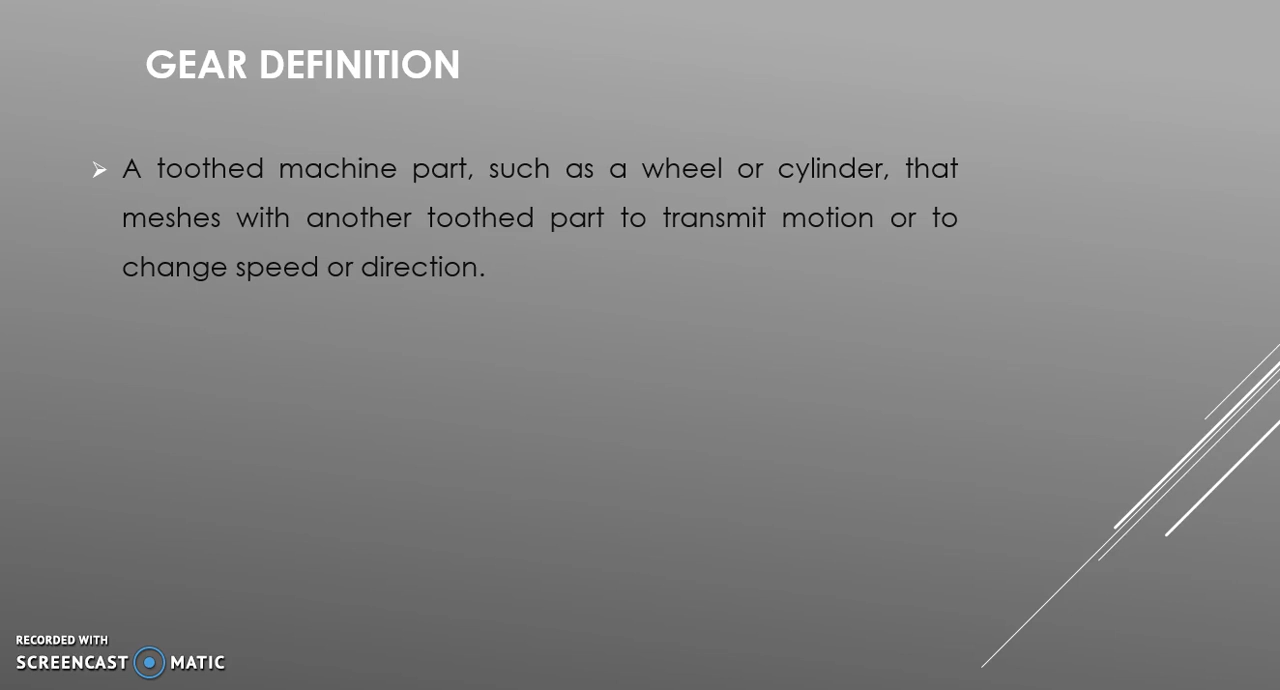 GEAR DEFINITION
A toothed machine part, such as a wheel or cylinder, that
meshes with another toothed part to transmit motion or to
change speed or direction.
RECORDED WITH
SCREENCAST MATIC